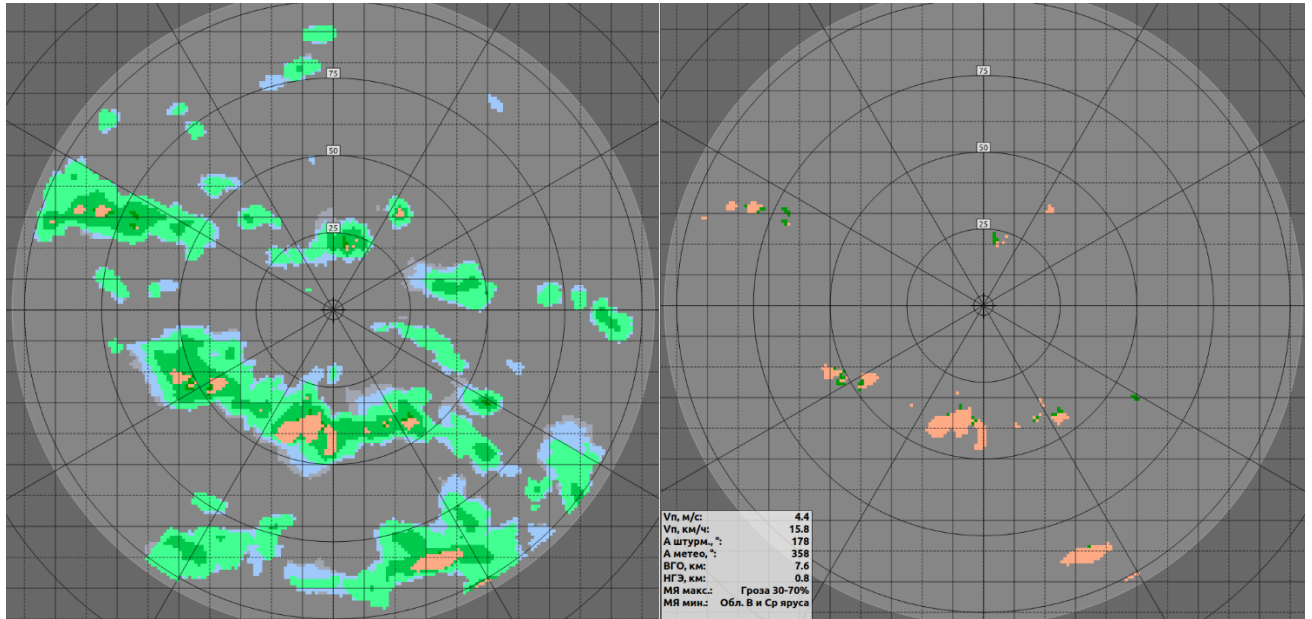 75
50
25
75
50
25
Vп, м/с: 4.4
Vп, км/ч: 15.8
А штурм., °: 178
А метео, °: 358
ВГО, км: 7.6
НГЭ, км: 0.8
МЯ макс.: Гроза 30-70%
МЯ мин.: Обл. В и Ср яруса